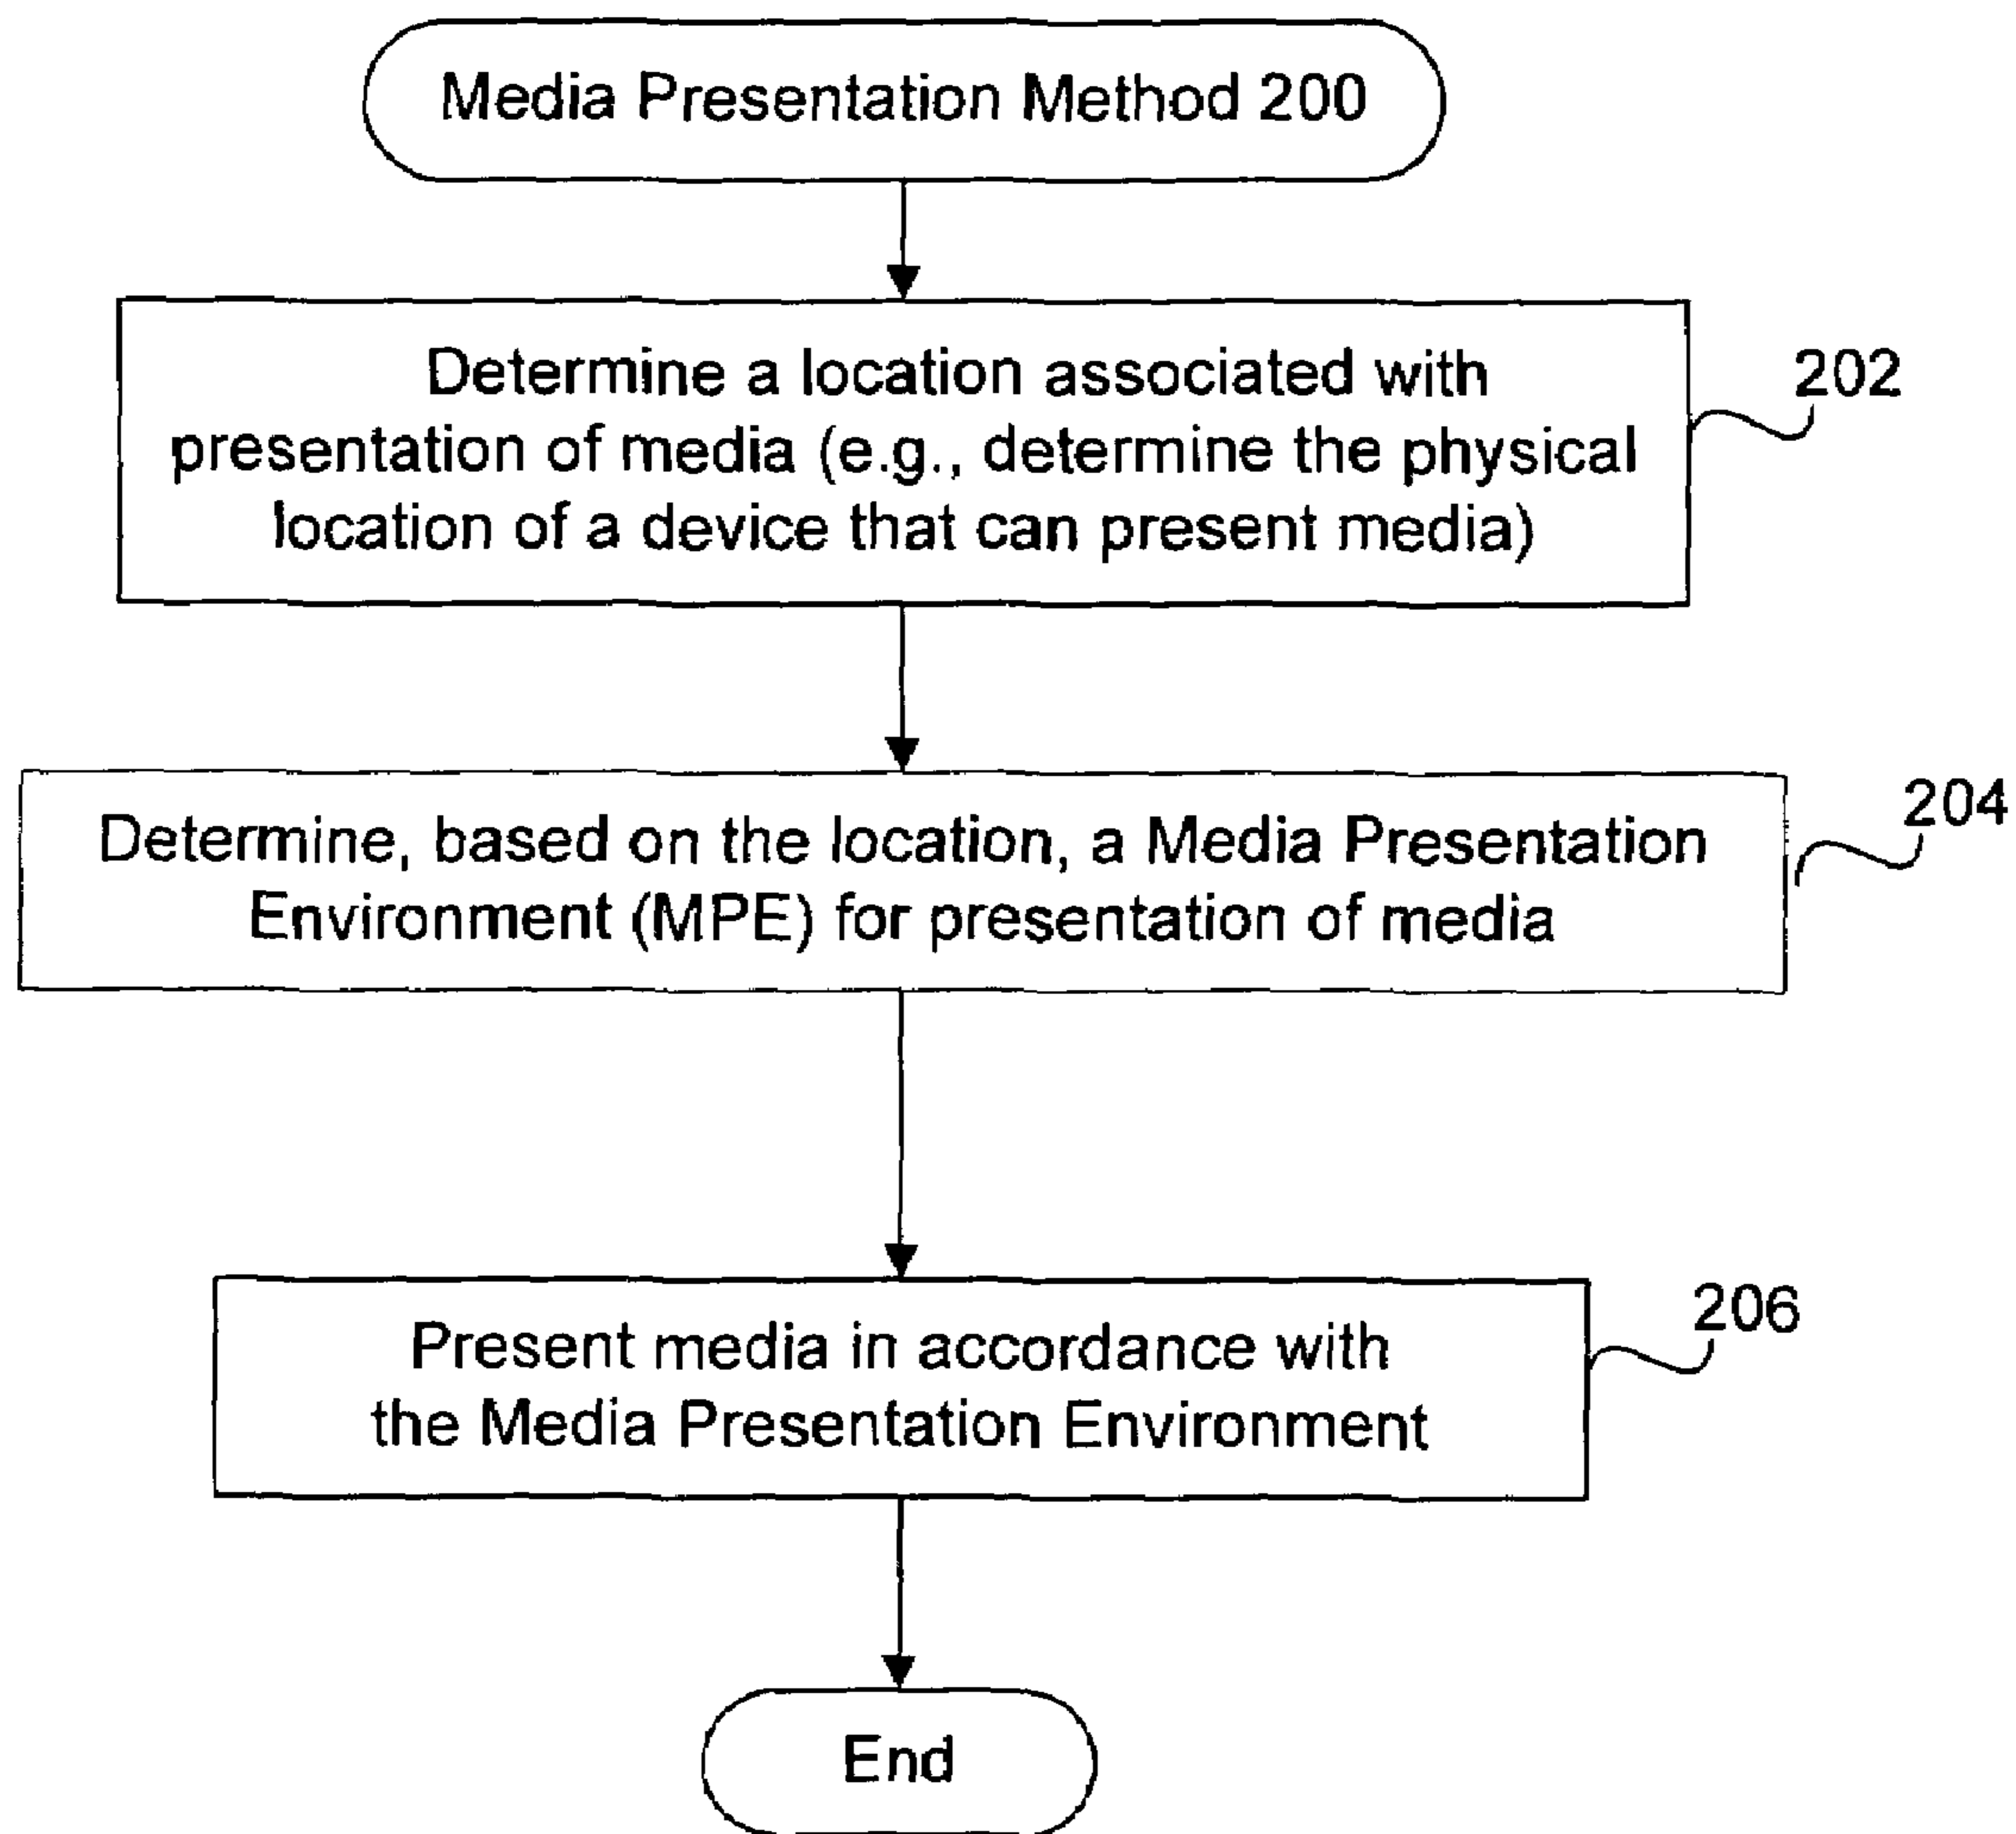 Media Presentation Method 200
Determine a location associated with
presentation of media (e.g., determine the physical
location of a device that can present media)
202
Determine, based on the location, a Media Presentation
Environment (MPE) for presentation of media
204
Present media in accordance with
the Media Presentation Environment
206
End